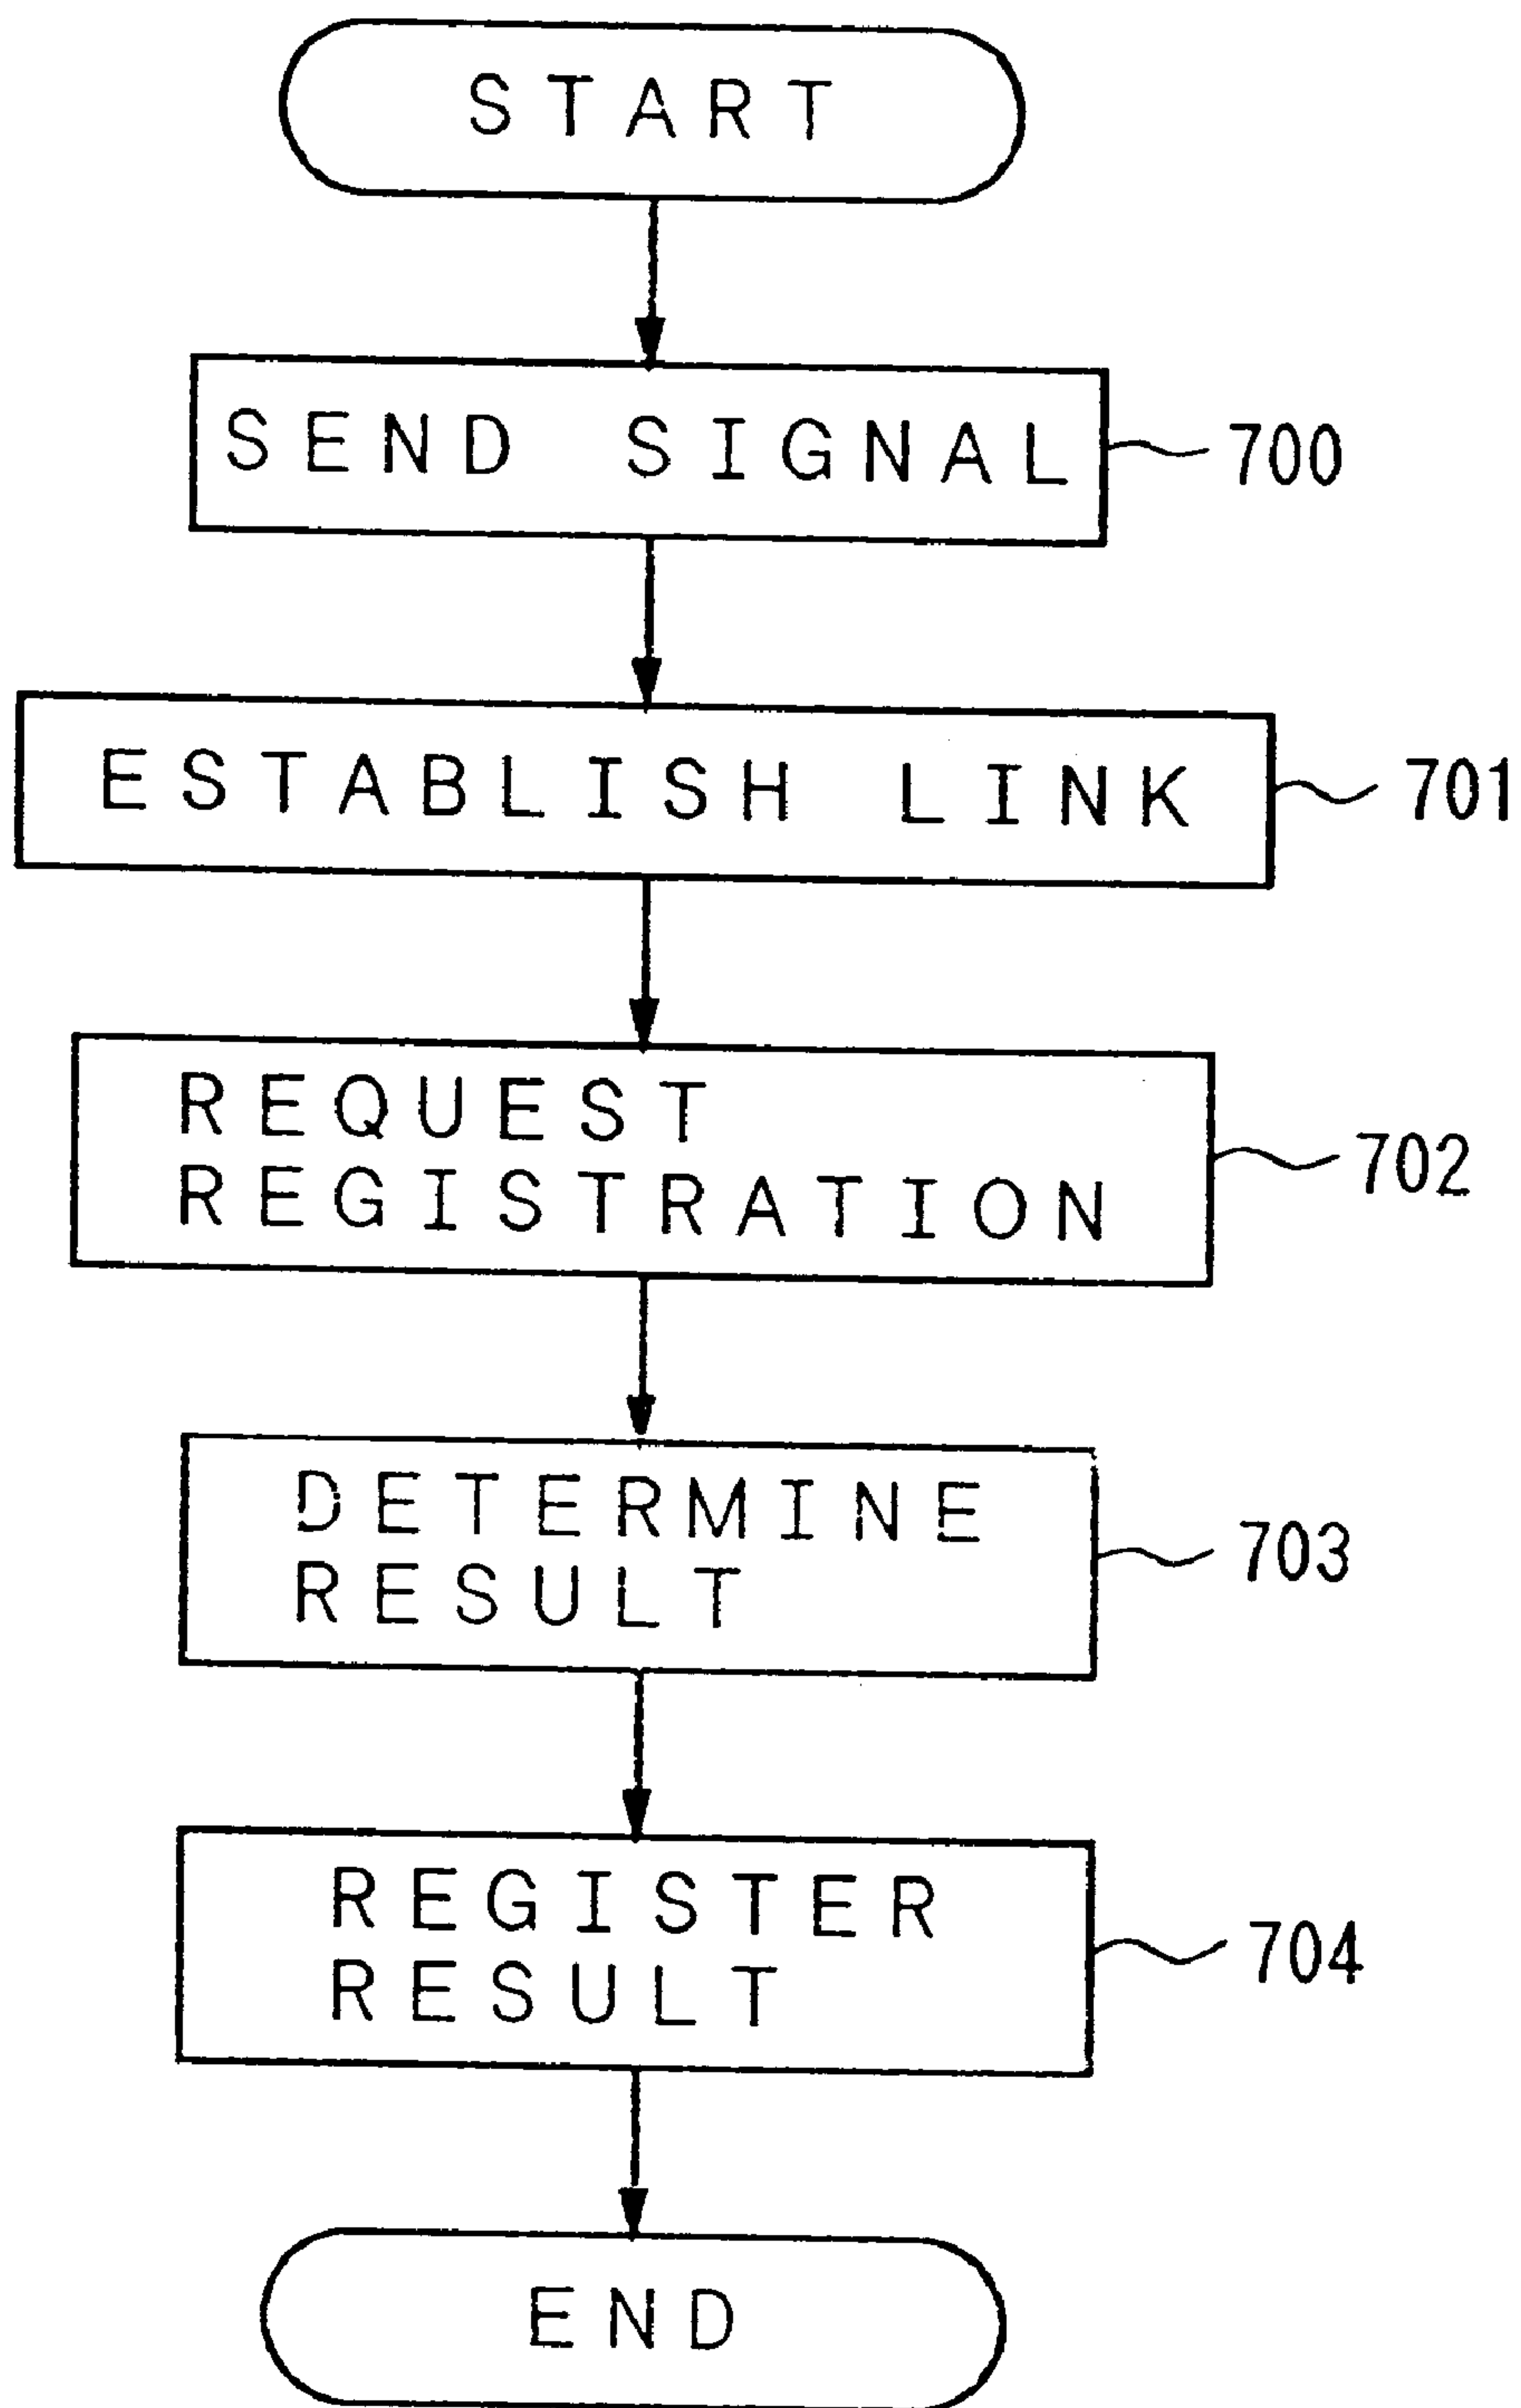 START
SEND SIGNAL
700
ESTABLISH LINK
701
REQUEST
REGISTRATION
702
DETERMINE
RESULT
703
REGISTER
RESULT
704
END